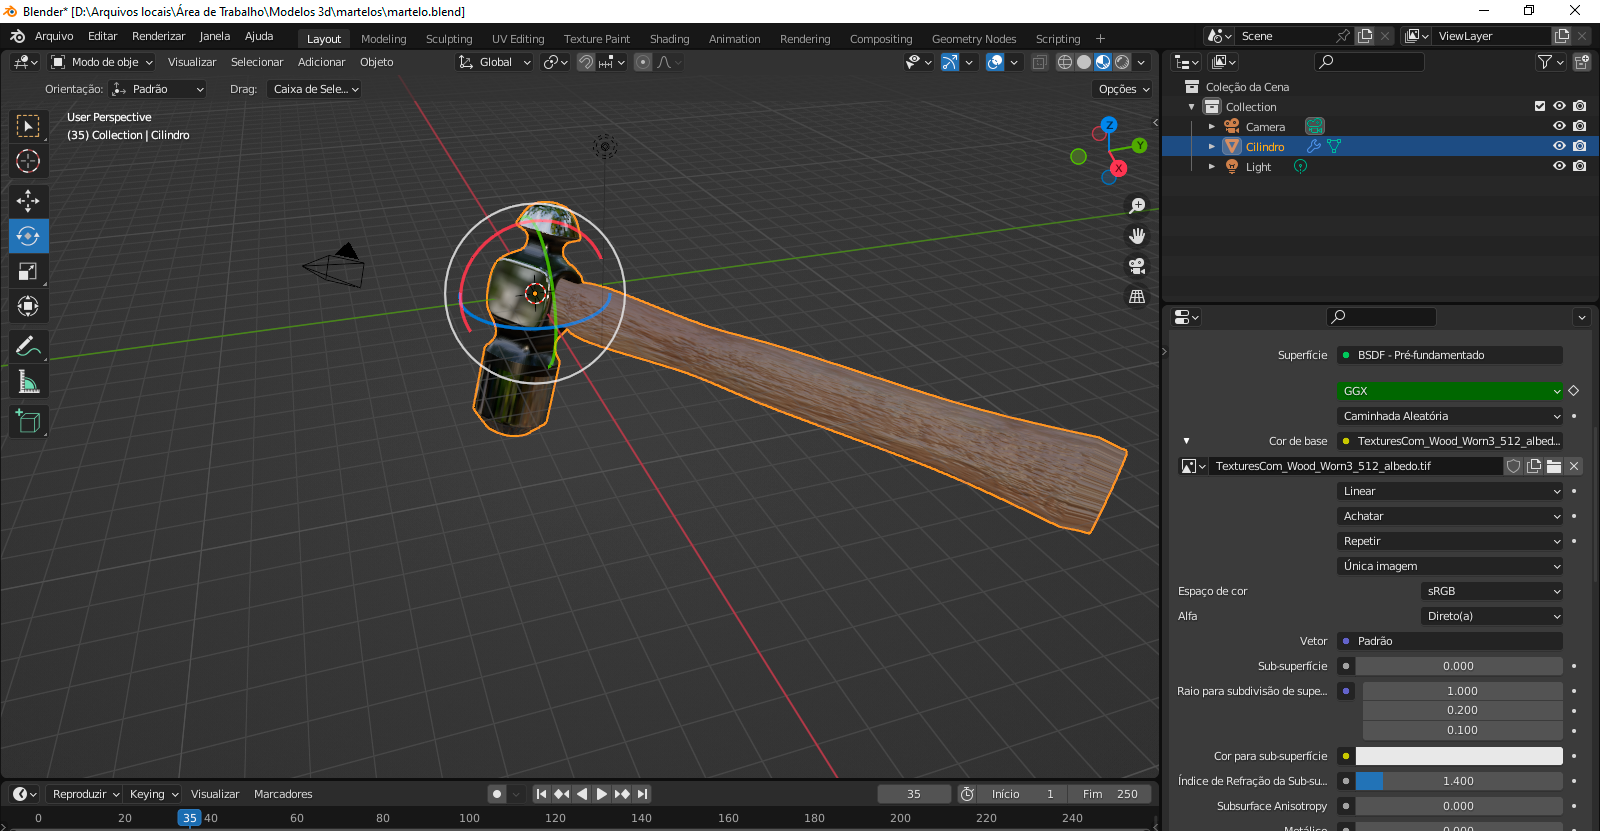 Blender* [D:\Arquivos locais\Área de Trabalho\Modelos 3d\martelos\martelo.blend]
Arquivo Editar Renderizar Janela Ajuda Layout Modeling Sculpting UV Editing Texture Paint Shading Animation Rendering Compositing Geometry Nodes Scripting + Scene ViewLayer
Modo de obje Visualizar Selecionar Adicionar Objeto Global
Orientação: Padrão Drag: Caixa de Sele... Opções
User Perspective
(35) Collection | Cilindro
Z
Y
X
Coleção da Cena
Collection
Camera
Cilindro
Light
Superfície BSDF - Pré-fundamentado
GGX
Caminhada Aleatória
Cor de base TexturesCom_Wood_Worn3_512_albed...
TexturesCom_Wood_Worn3_512_albedo.tif
Linear
Achatar
Repetir
Única imagem
Espaço de cor sRGB
Alfa Direto(a)
Vetor Padrão
Sub-superfície 0.000
Raio para subdivisão de supe... 1.000
0.200
0.100
Cor para sub-superfície
Índice de Refração da Sub-su... 1.400
Subsurface Anisotropy 0.000
Metálico 0.000
Reproduzir Keying Visualizar Marcadores 35 Início 1 Fim 250
0 20 35 40 60 80 100 120 140 160 180 200 220 240